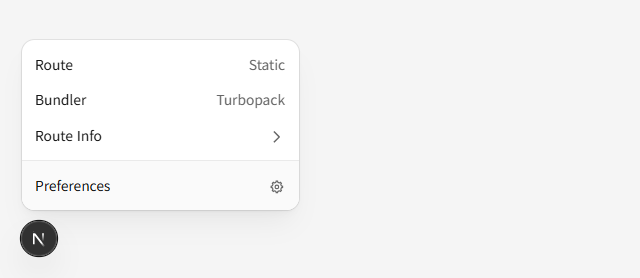 Route Static
Bundler Turbopack
Route Info
Preferences
N